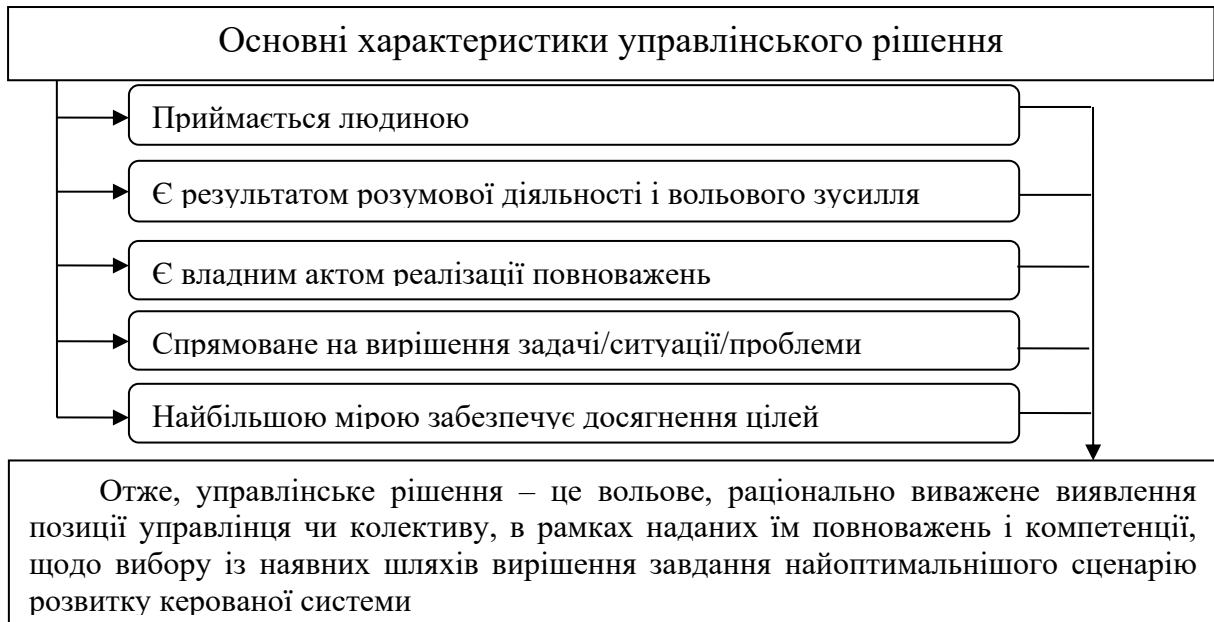 Основні характеристики управлінського рішення
Приймається людиною
Є результатом розумової діяльності і вольового зусилля
Є владним актом реалізації повноважень
Спрямоване на вирішення задачі/ситуації/проблеми
Найбільшою мірою забезпечує досягнення цілей
Отже, управлінське рішення – це вольове, раціонально виважене виявлення
позиції управлінця чи колективу, в рамках наданих їм повноважень і компетенції,
щодо вибору із наявних шляхів вирішення завдання найоптимальнішого сценарію
розвитку керованої системи